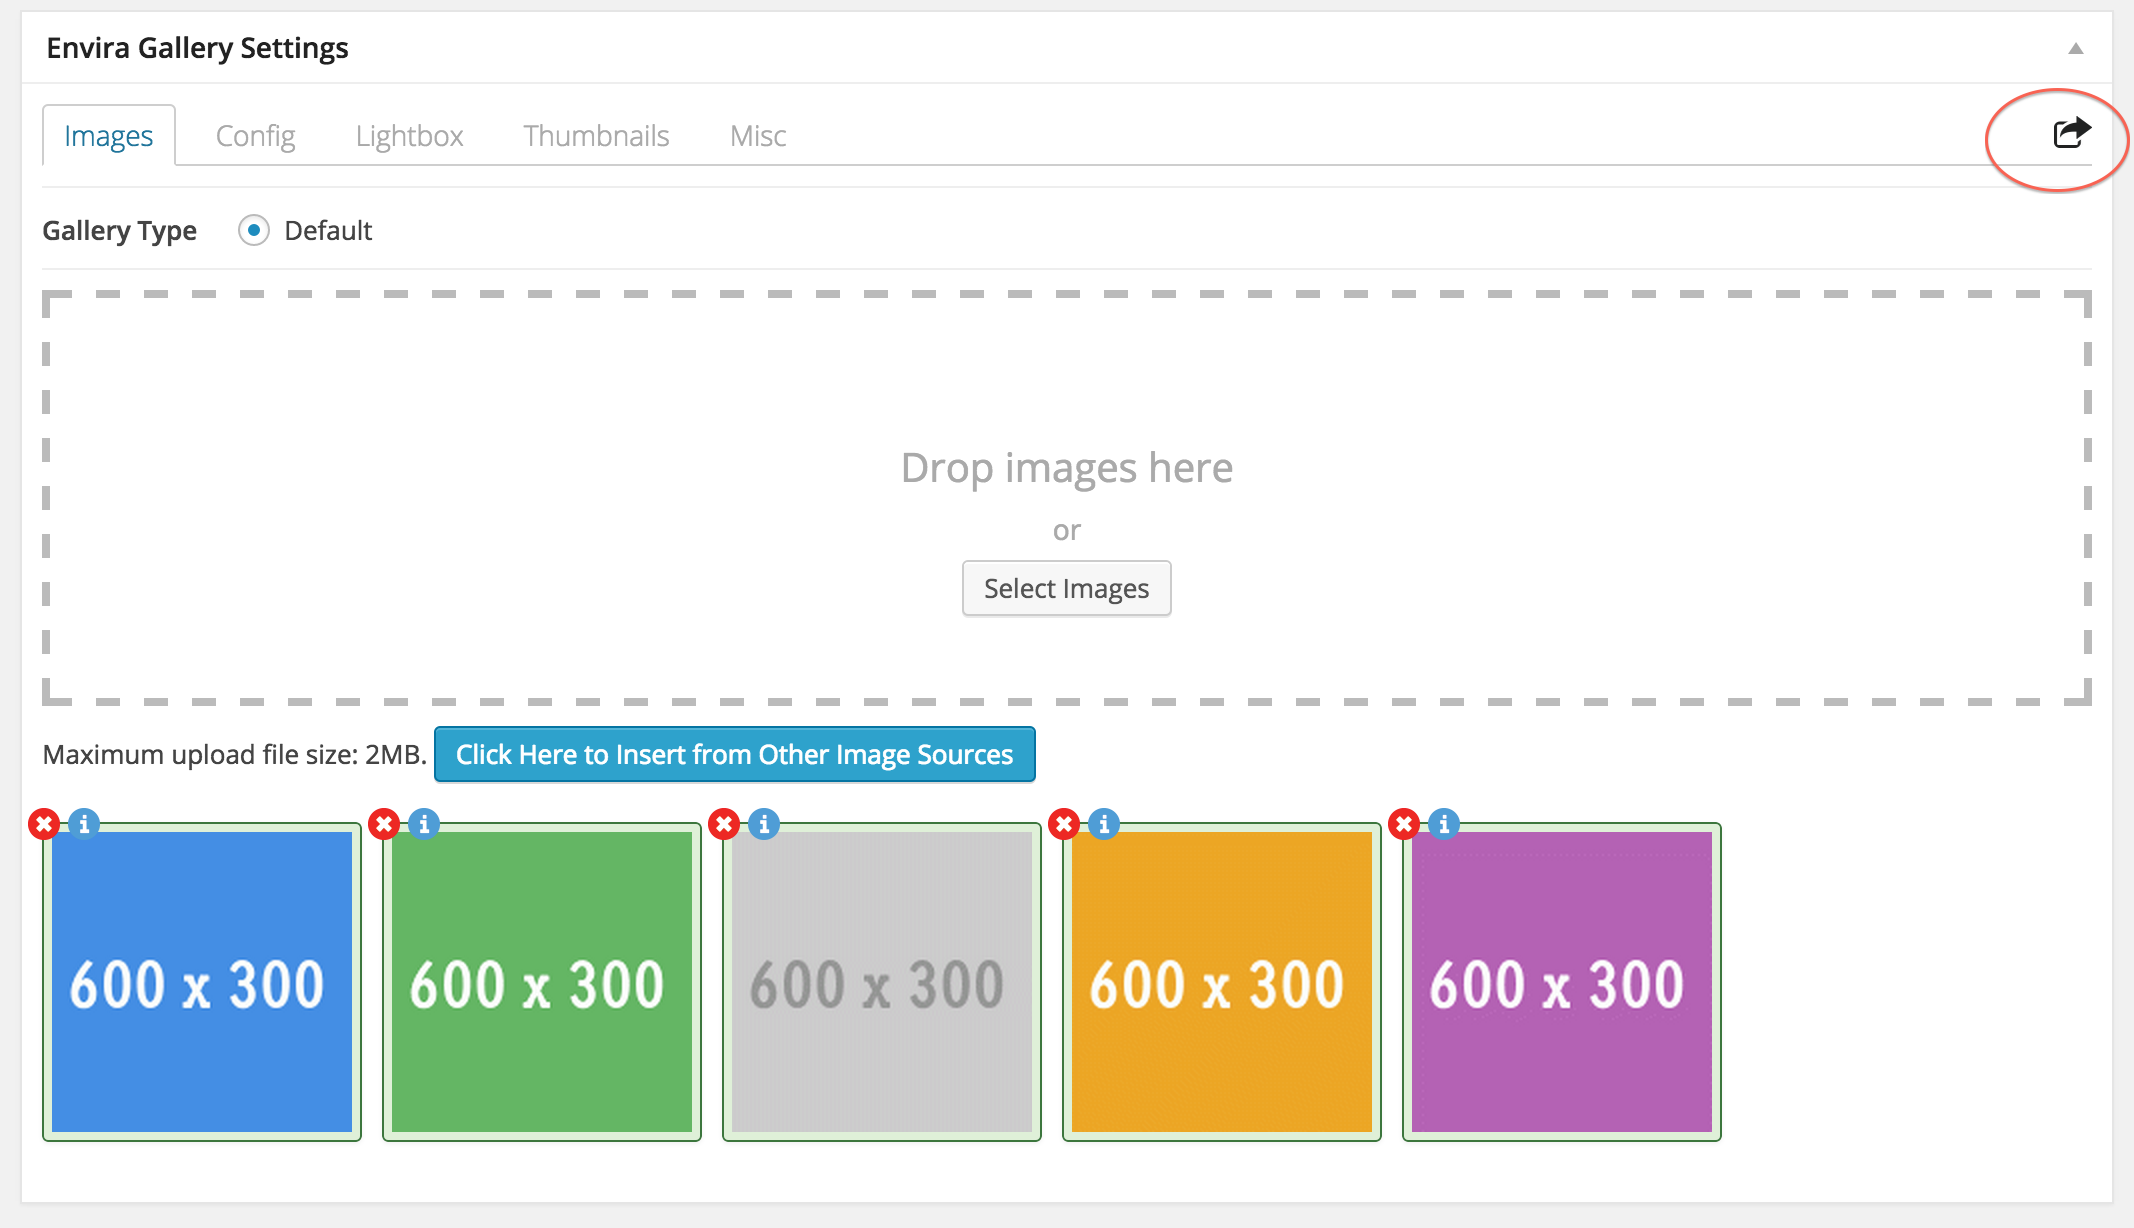 Envira Gallery Settings
Images Config Lightbox Thumbnails Misc
Gallery Type Default
Drop images here
or
Select Images
Maximum upload file size: 2MB. Click Here to Insert from Other Image Sources
600 x 300 600 x 300 600 x 300 600 x 300 600 x 300